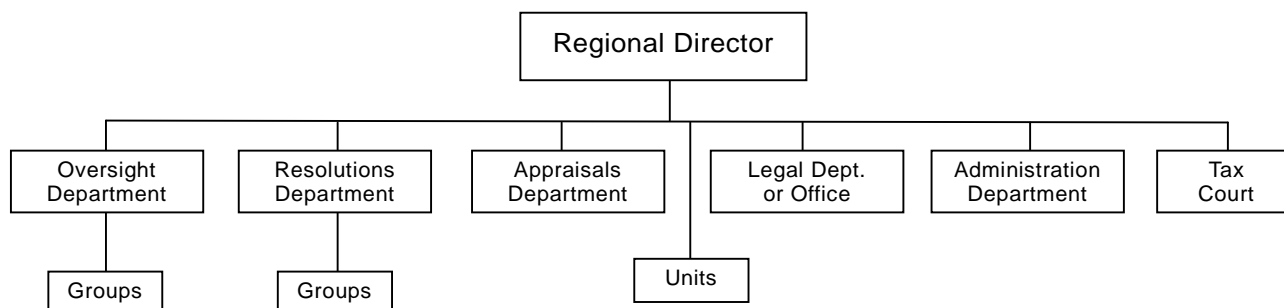 Regional Director
Oversight
Department
Resolutions
Department
Appraisals
Department
Legal Dept.
or Office
Administration
Department
Tax
Court
Groups
Groups
Units